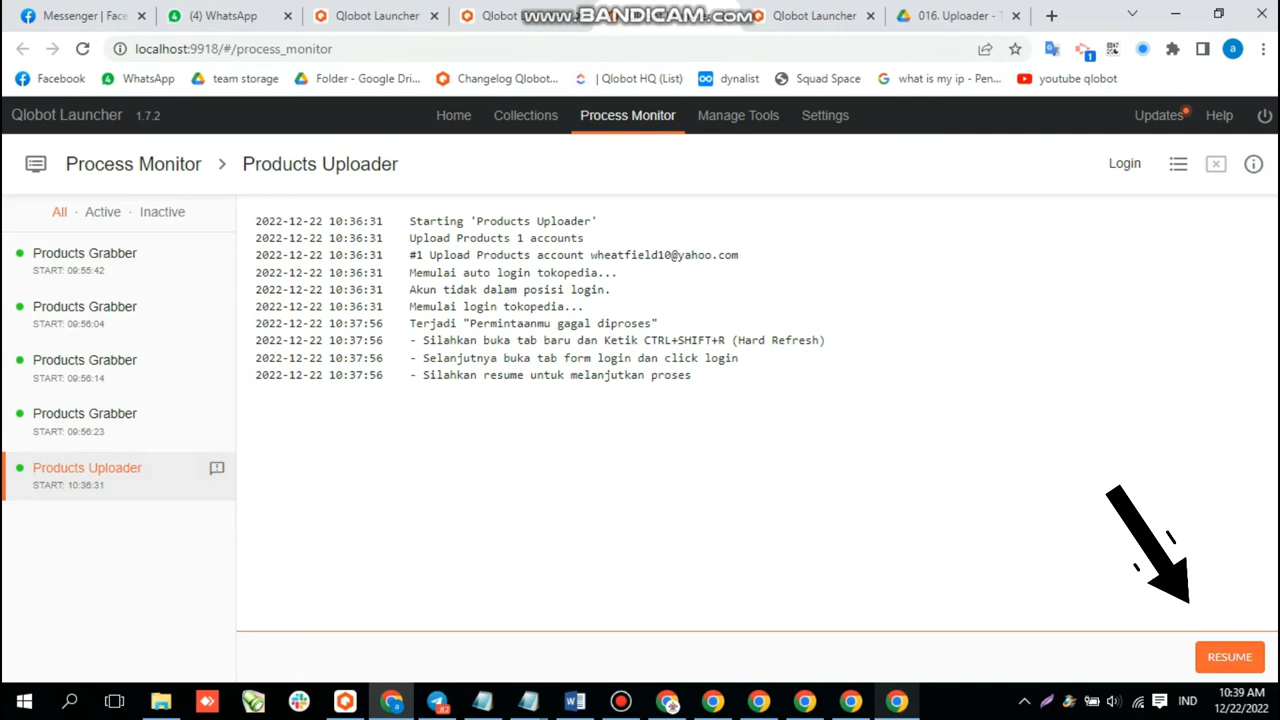 Messenger | Face
(4) WhatsApp
Qlobot Launcher
Qlobot
www.BANDICAM.com
Qlobot Launcher
016. Uploader - T
localhost:9918/#/process_monitor
1
a
Facebook
WhatsApp
team storage
Folder - Google Dri...
Changelog Qlobot...
| Qlobot HQ (List)
dynalist
Squad Space
what is my ip - Pen...
youtube qlobot
Qlobot Launcher 1.7.2
Home
Collections
Process Monitor
Manage Tools
Settings
Updates
Help
Process Monitor > Products Uploader
Login
All · Active · Inactive
Products Grabber
START: 09:55:42
Products Grabber
START: 09:56:04
Products Grabber
START: 09:56:14
Products Grabber
START: 09:56:23
Products Uploader
START: 10:36:31
2022-12-22 10:36:31 Starting 'Products Uploader'
2022-12-22 10:36:31 Upload Products 1 accounts
2022-12-22 10:36:31 #1 Upload Products account wheatfield10@yahoo.com
2022-12-22 10:36:31 Memulai auto login tokopedia...
2022-12-22 10:36:31 Akun tidak dalam posisi login.
2022-12-22 10:36:31 Memulai login tokopedia...
2022-12-22 10:37:56 Terjadi "Permintaanmu gagal diproses"
2022-12-22 10:37:56 - Silahkan buka tab baru dan Ketik CTRL+SHIFT+R (Hard Refresh)
2022-12-22 10:37:56 - Selanjutnya buka tab form login dan click login
2022-12-22 10:37:56 - Silahkan resume untuk melanjutkan proses
RESUME
IND
10:39 AM
12/22/2022